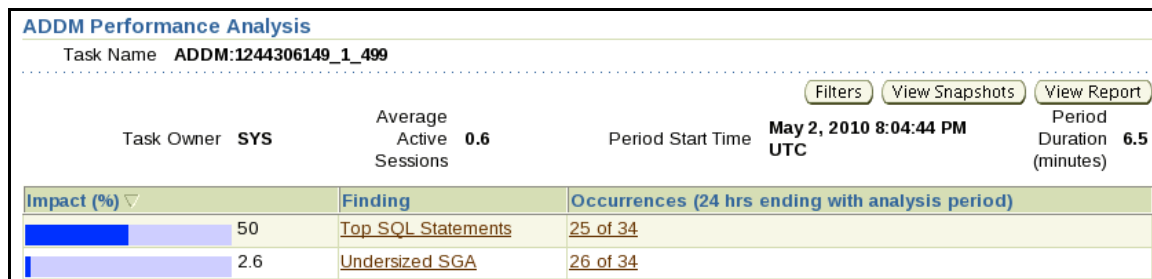 ADDM Performance Analysis
Task Name ADDM:1244306149_1_499
Filters View Snapshots View Report
Task Owner SYS
Average
Active 0.6
Sessions
Period Start Time May 2, 2010 8:04:44 PM
UTC
Period
Duration 6.5
(minutes)
Impact (%) Finding Occurrences (24 hrs ending with analysis period)
50 Top SQL Statements 25 of 34
2.6 Undersized SGA 26 of 34